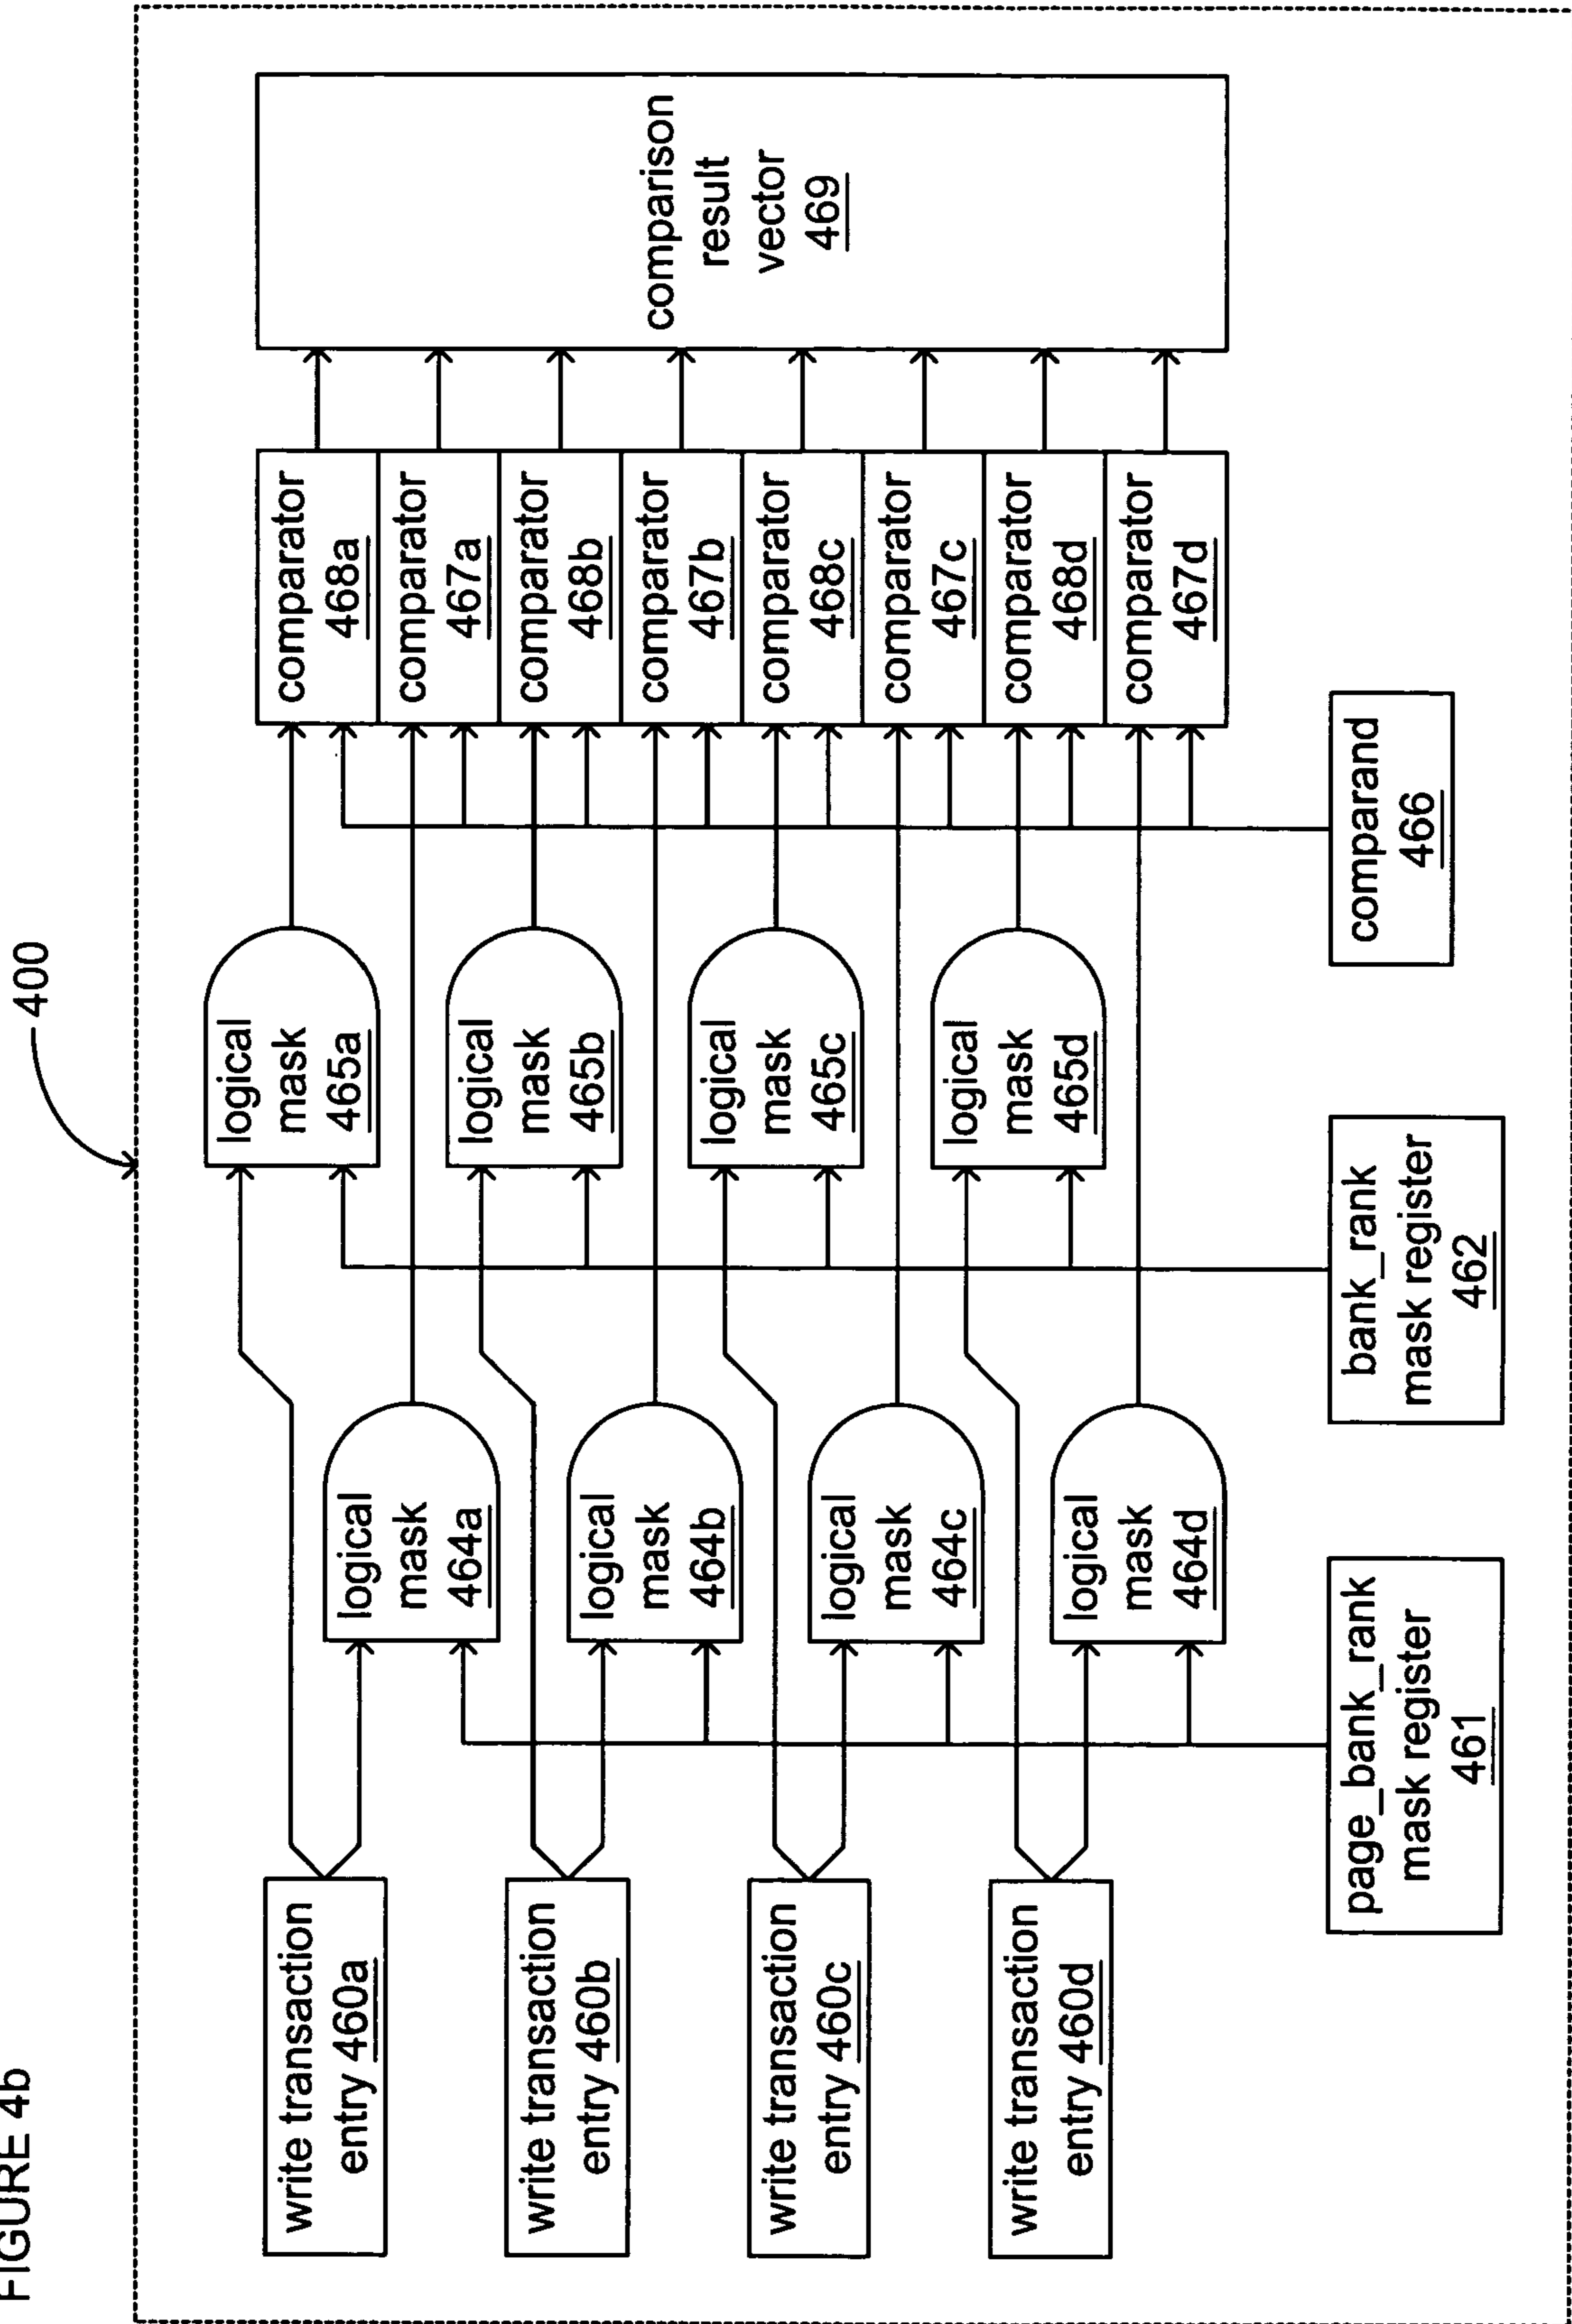 FIGURE 4b
400
write transaction
entry 460a
write transaction
entry 460b
write transaction
entry 460c
write transaction
entry 460d
logical
mask
464a
logical
mask
464b
logical
mask
464c
logical
mask
464d
page_bank_rank
mask register
461
logical
mask
465a
logical
mask
465b
logical
mask
465c
logical
mask
465d
bank_rank
mask register
462
comparator
468a
comparator
467a
comparator
468b
comparator
467b
comparator
468c
comparator
467c
comparator
468d
comparator
467d
comparand
466
comparison
result
vector
469